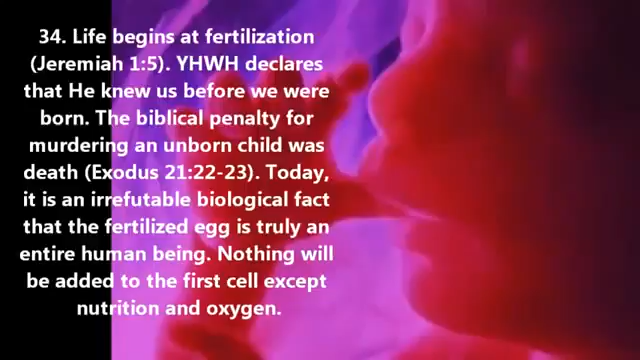 34. Life begins at fertilization
(Jeremiah 1:5). YHWH declares
that He knew us before we were
born. The biblical penalty for
murdering an unborn child was
death (Exodus 21:22-23). Today,
it is an irrefutable biological fact
that the fertilized egg is truly an
entire human being. Nothing will
be added to the first cell except
nutrition and oxygen.